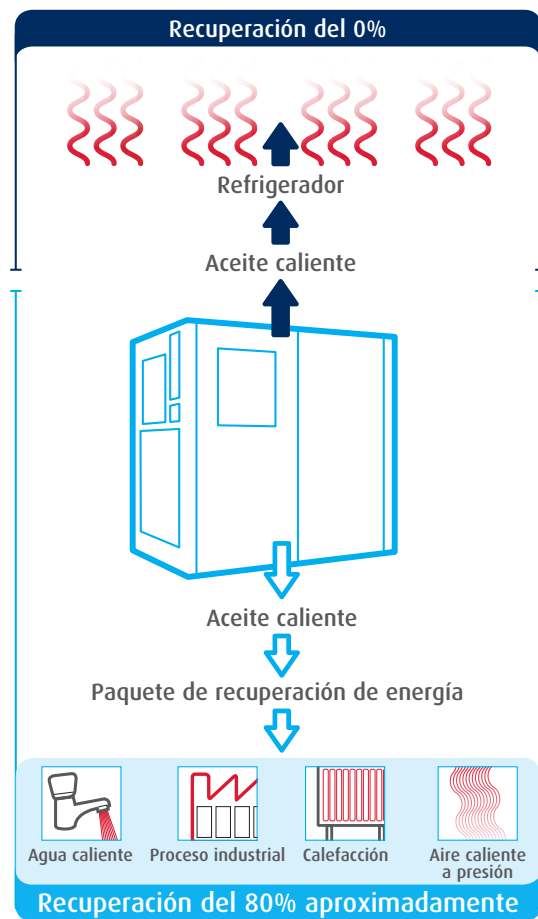 Recuperación del 0%
Refrigerador
Aceite caliente
Aceite caliente
Paquete de recuperación de energía
Agua caliente
Proceso industrial
Calefacción
Aire caliente
a presión
Recuperación del 80% aproximadamente